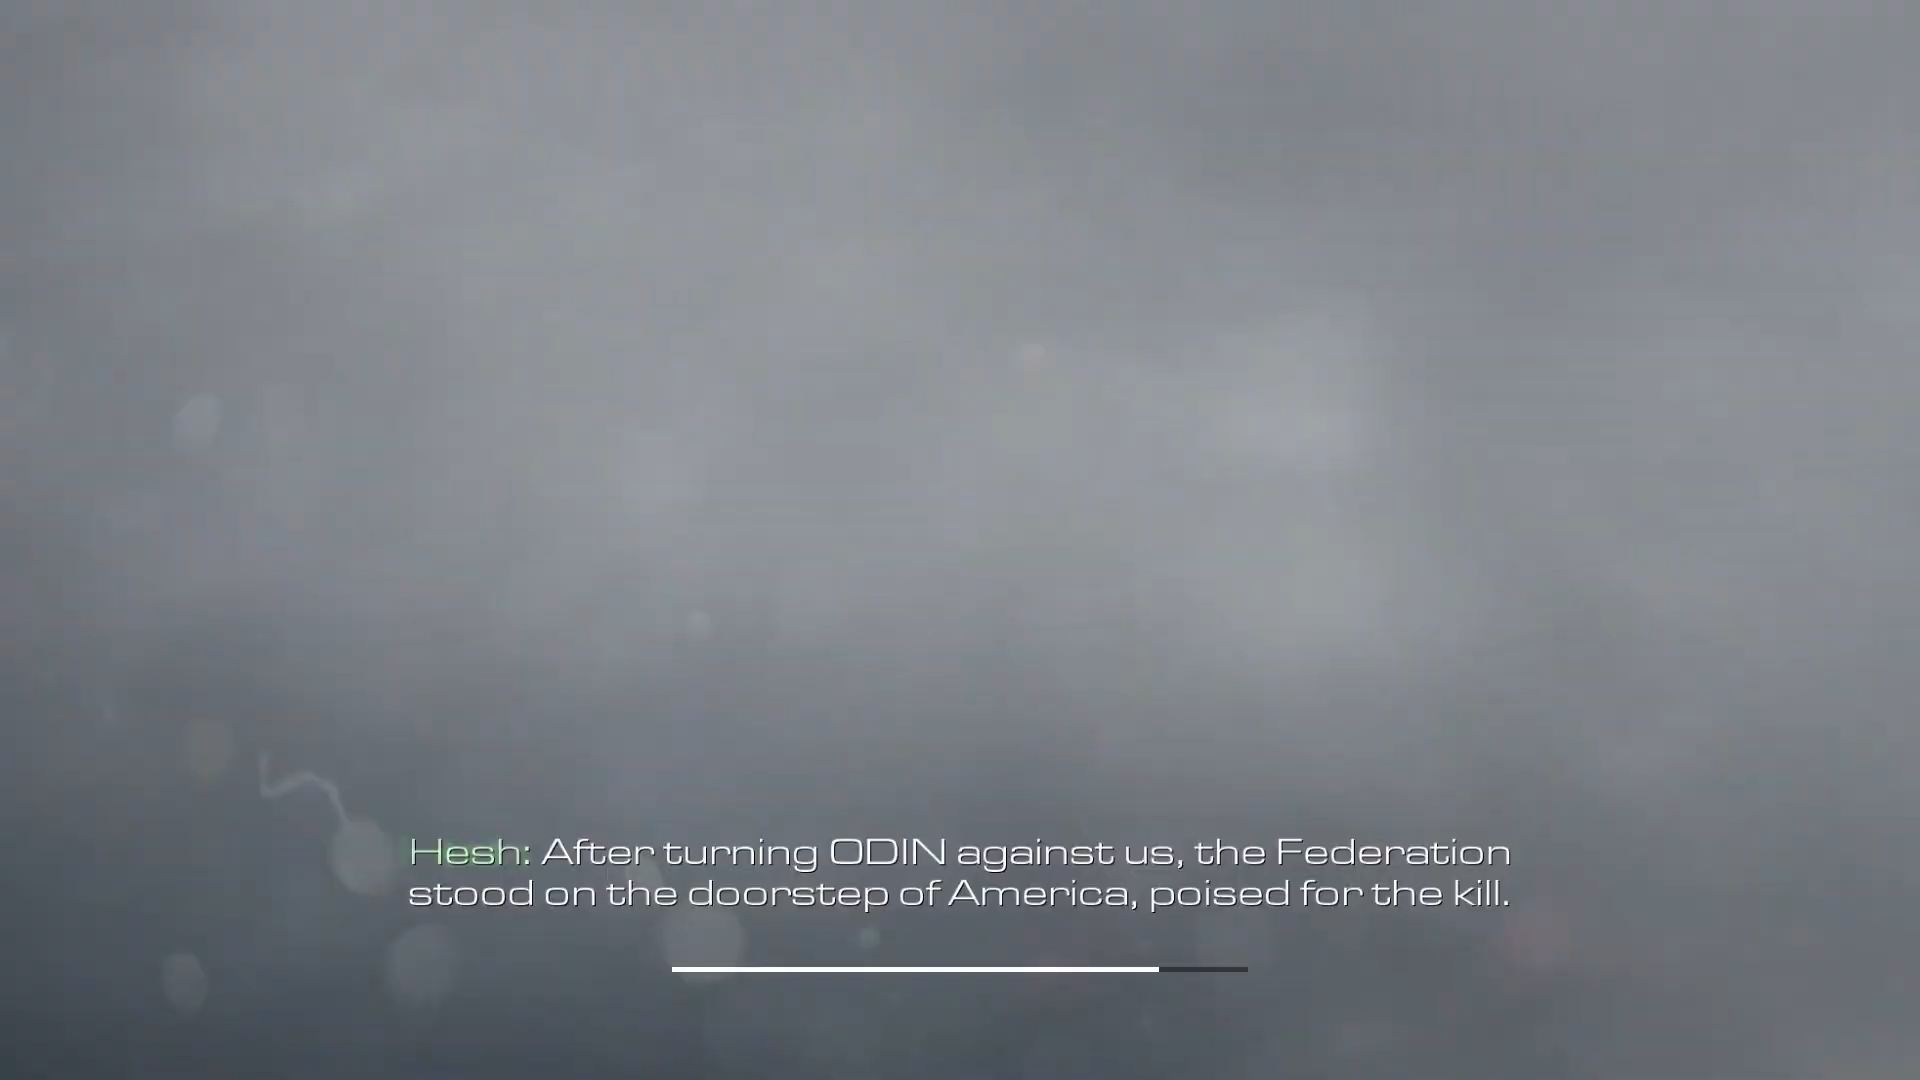 Hesh: After turning ODIN against us, the Federation
stood on the doorstep of America, poised for the kill.